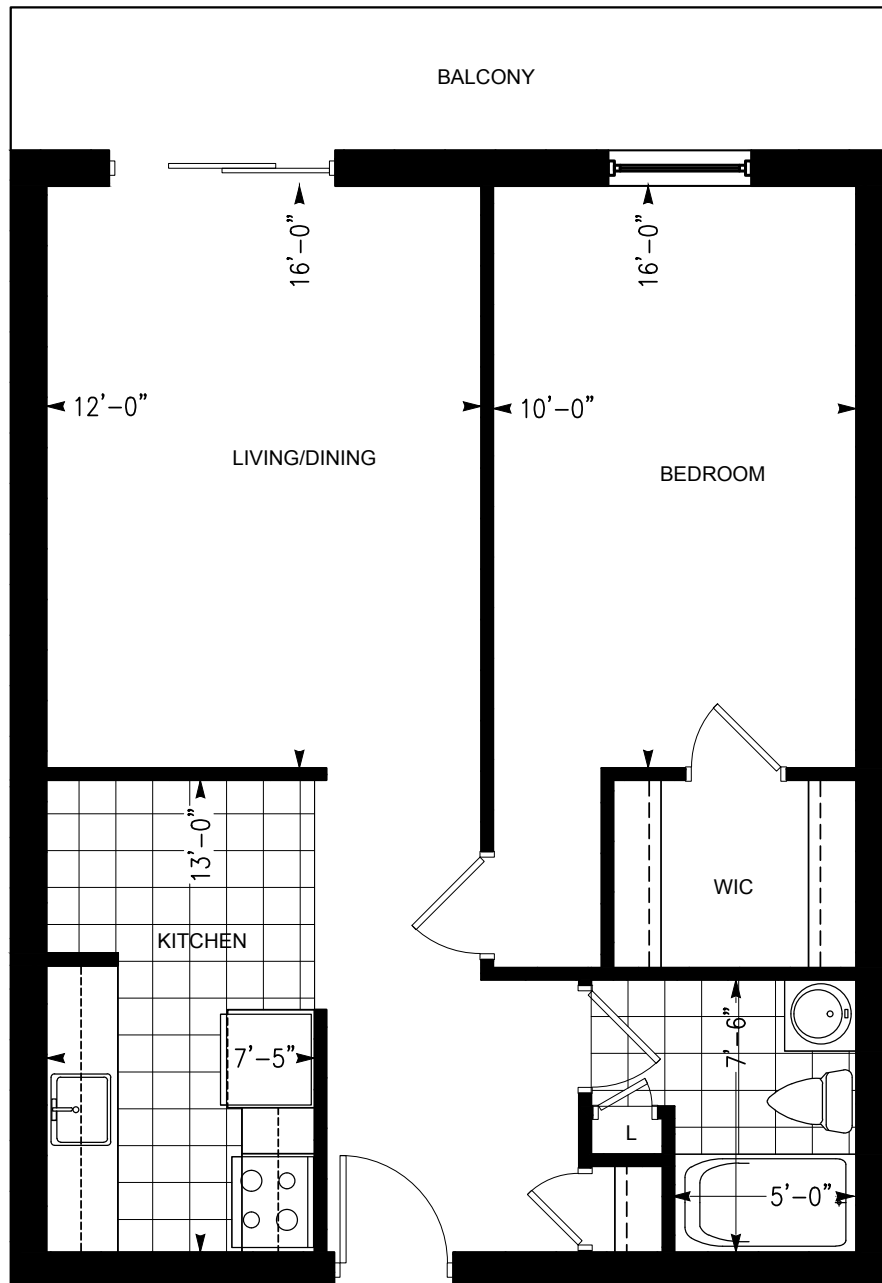 BALCONY
16'-0"
16'-0"
12'-0"
10'-0"
LIVING/DINING
BEDROOM
13'-0"
WIC
KITCHEN
7'-6"
7'-5"
L
5'-0"